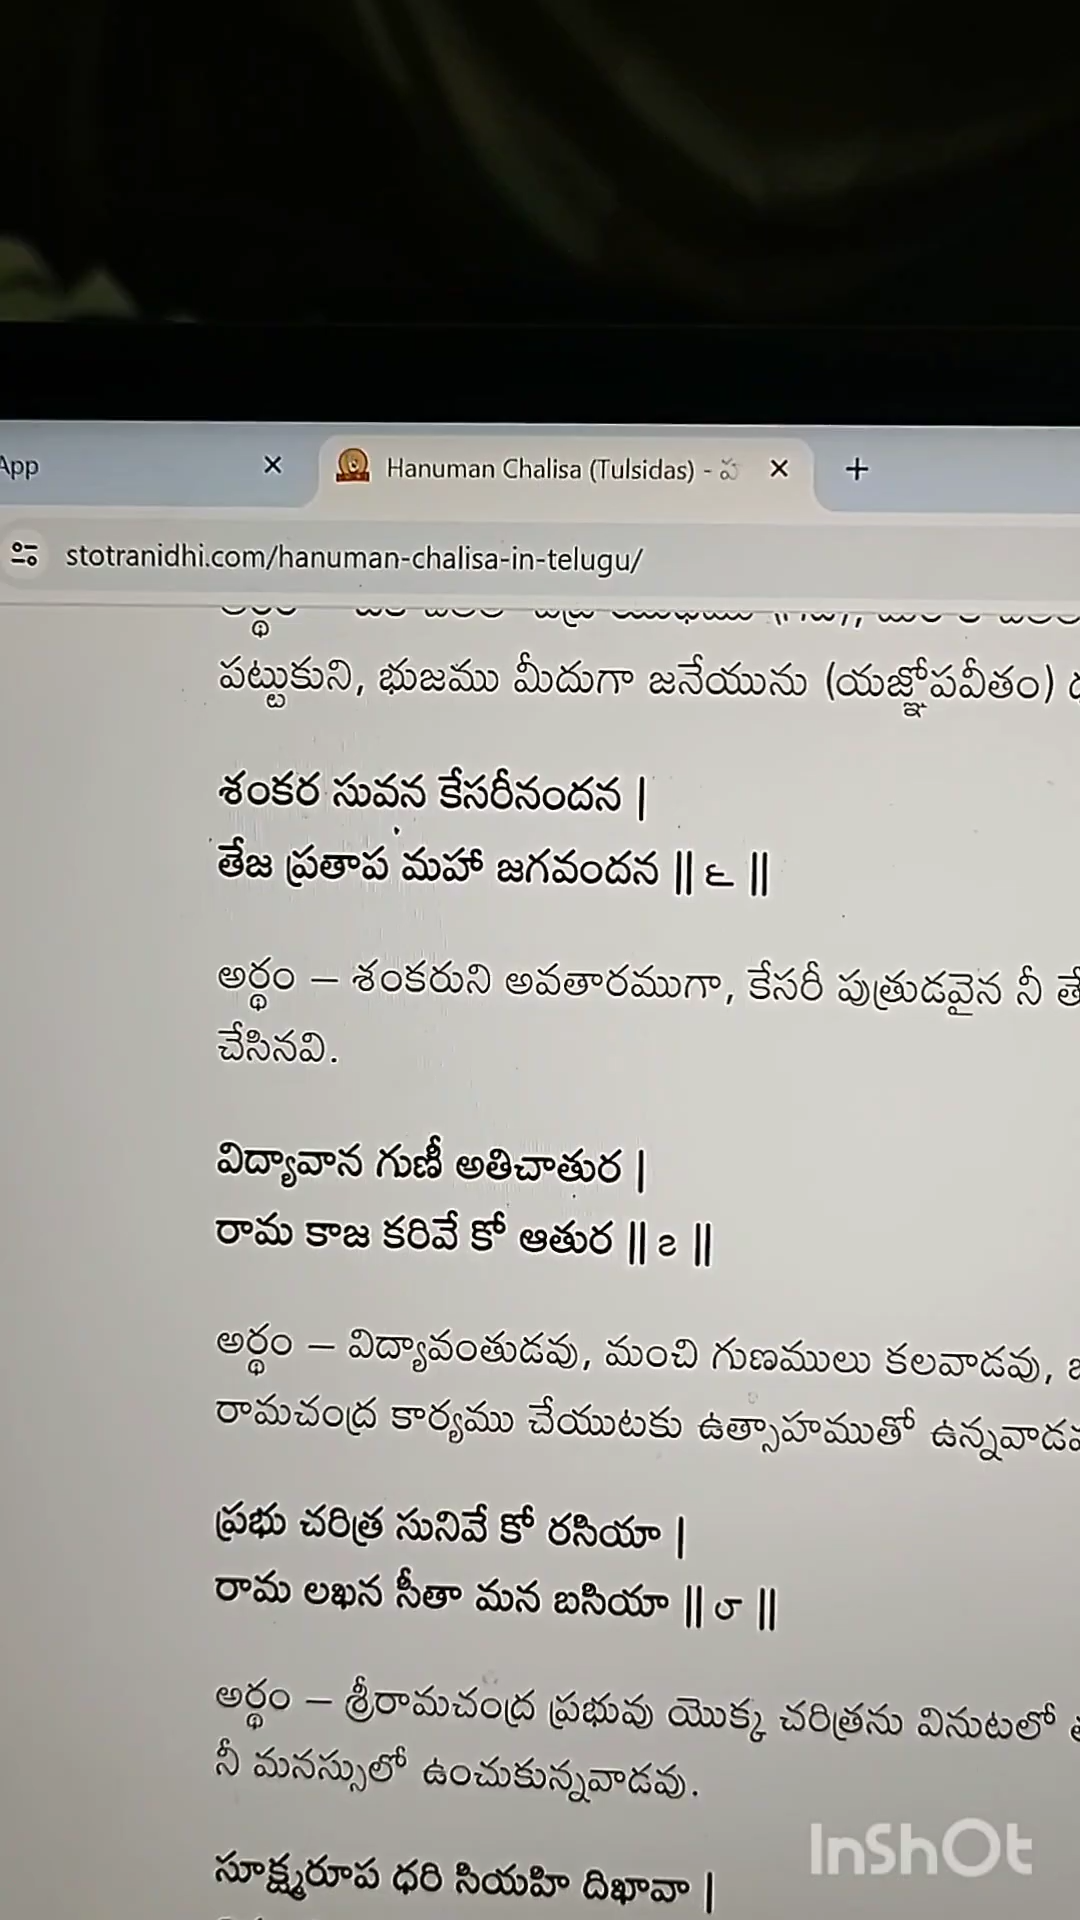 App
Hanuman Chalisa (Tulsidas) -
stotranidhi.com/hanuman-chalisa-in-telugu/
పట్టుకుని, భుజము మీదుగా జనేయును (యజ్ఞోపవీతం)
శంకర సువన కేసరీనందన |
తేజ ప్రతాప మహా జగవందన || ౬ ||
అర్థం – శంకరుని అవతారముగా, కేసరీ పుత్రుడవైన నీ
చేసినవి.
విద్యావాన గుణీ అతిచాతుర |
రామ కాజ కరివే కో ఆతుర || ౭ ||
అర్థం – విద్యావంతుడవు, మంచి గుణములు కలవాడవు,
రామచంద్ర కార్యము చేయుటకు ఉత్సాహముతో
ప్రభు చరిత్ర సునివే కో రసియా |
రామ లఖన సీతా మన బసియా || ౮ ||
అర్థం – శ్రీరామచంద్ర ప్రభువు యొక్క చరిత్రను వినుటలో
నీ మనస్సులో ఉంచుకున్నవాడవు.
సూక్ష్మరూప ధరి సియహి దిఖావా |
InShOt